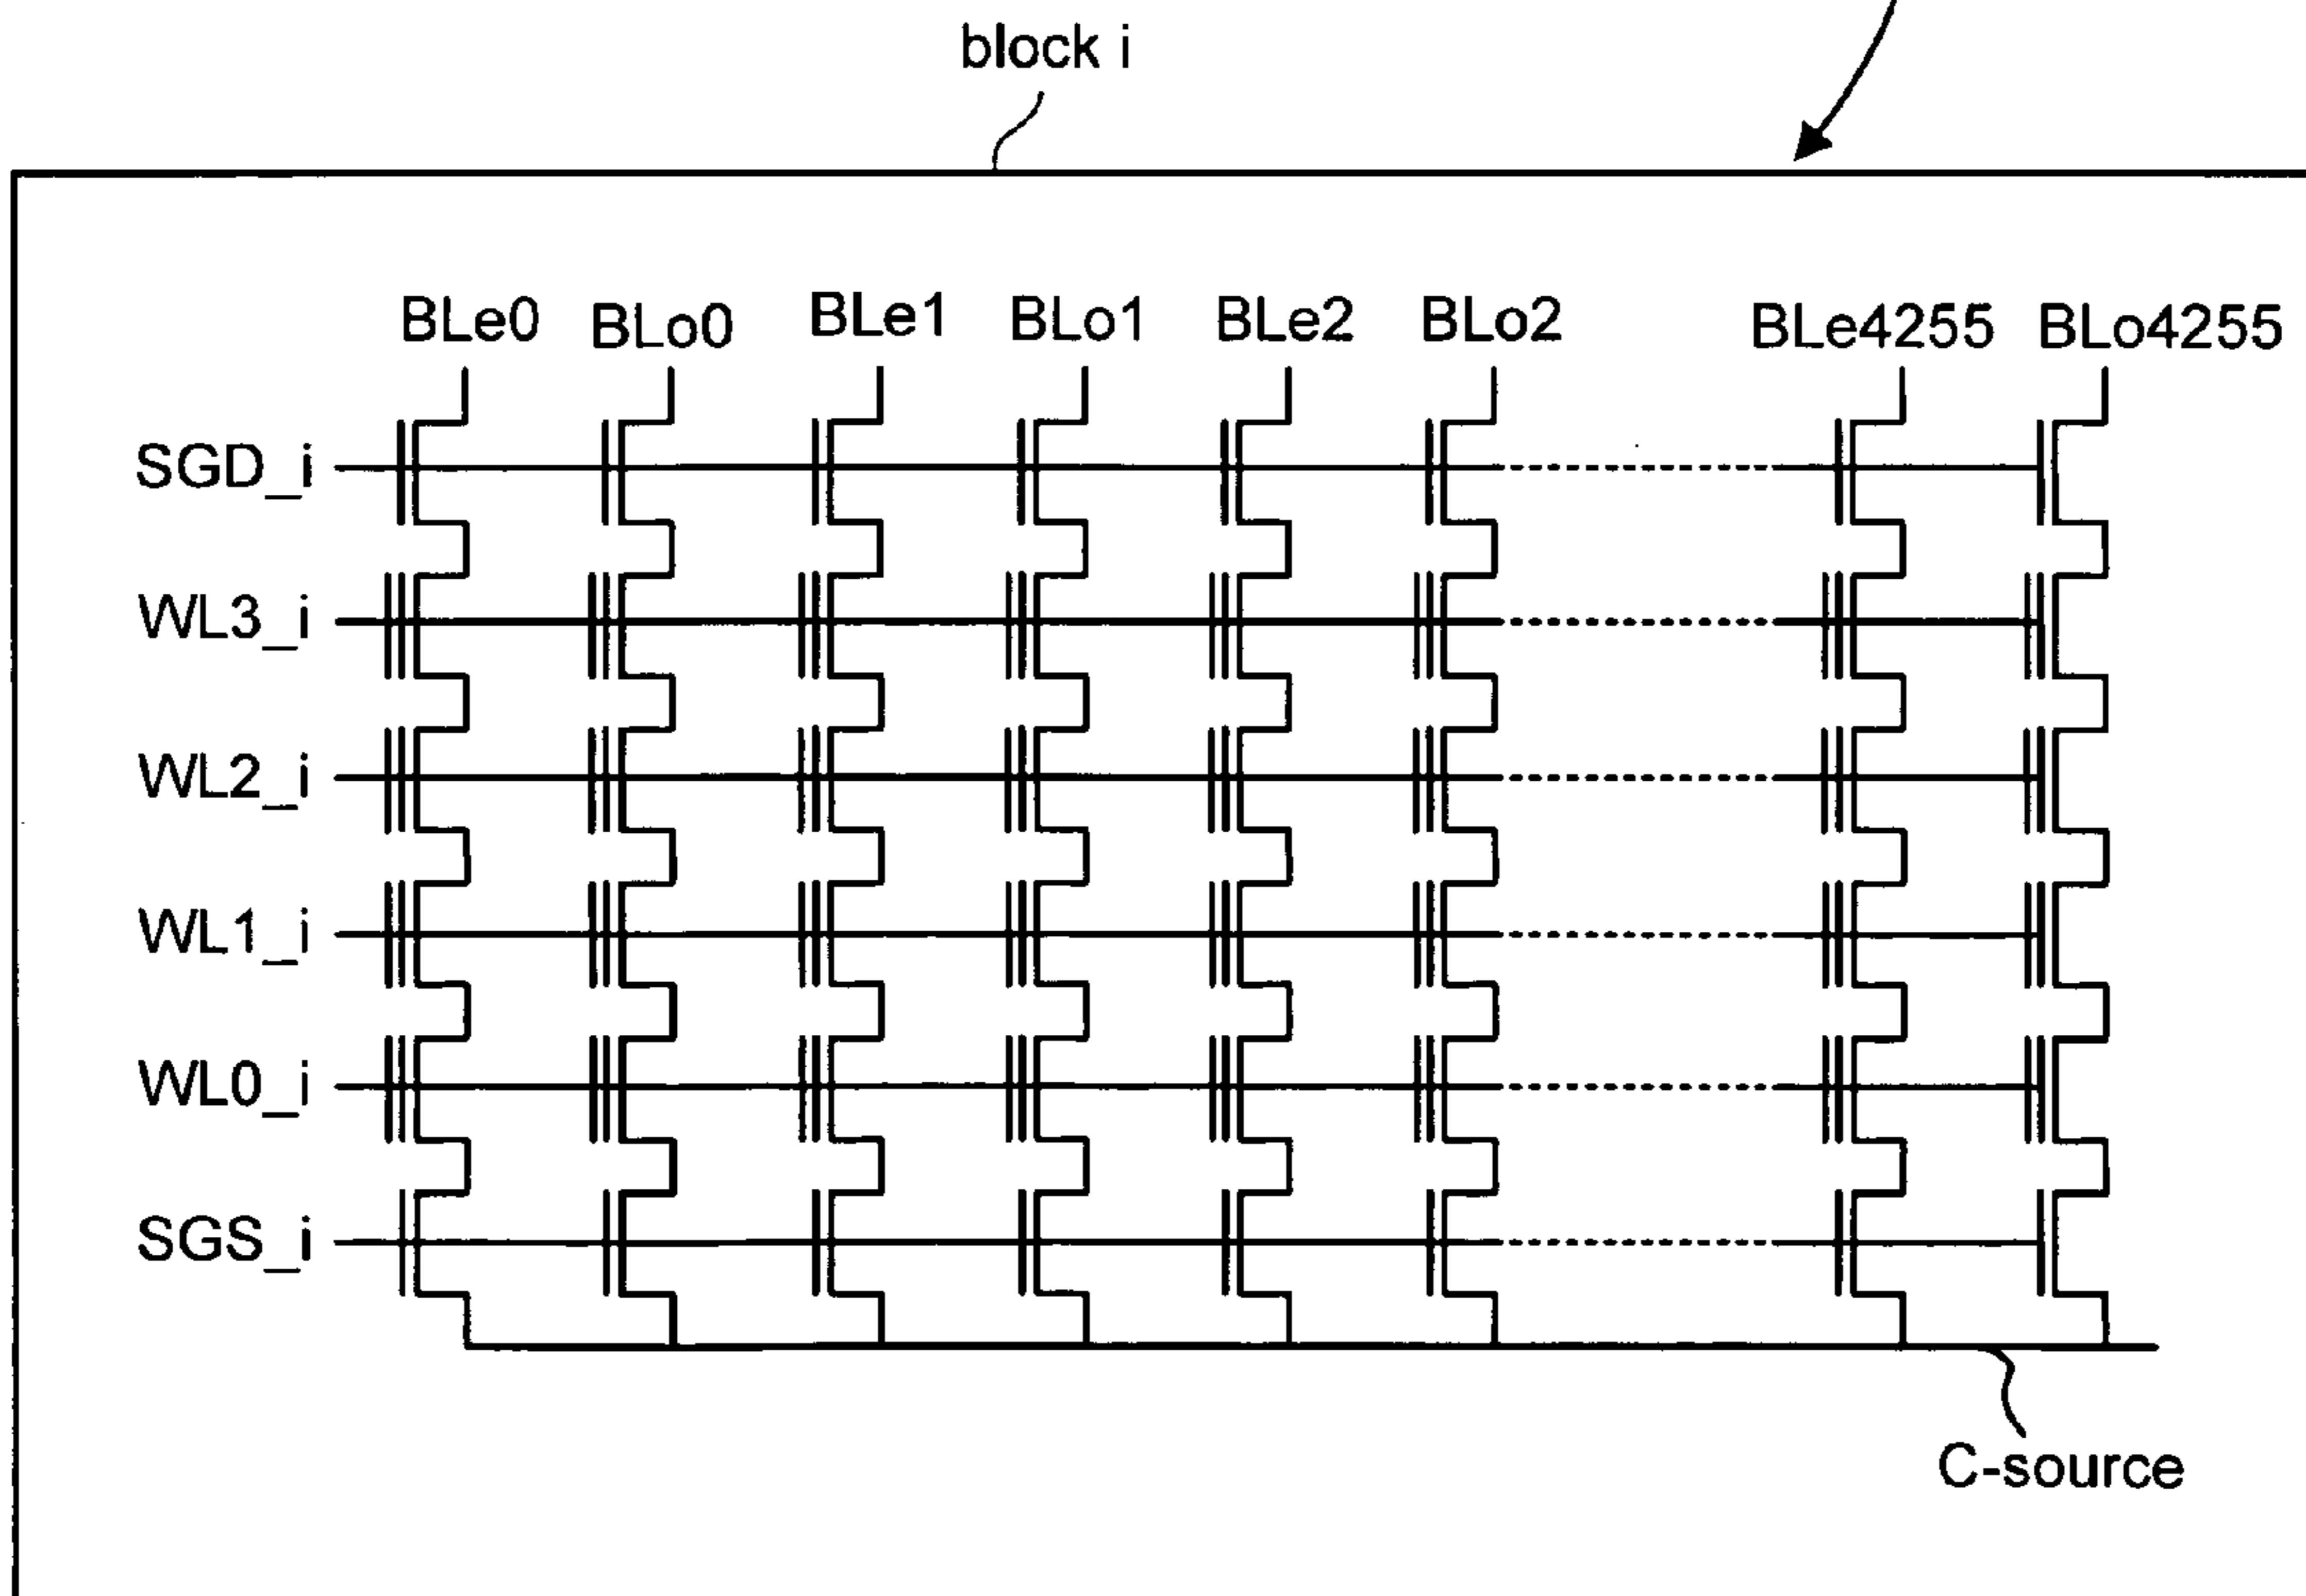 block i
BLe0 BLo0 BLe1 BLo1 BLe2 BLo2 BLe4255 BLo4255
SGD_i
WL3_i
WL2_i
WL1_i
WL0_i
SGS_i
C-source